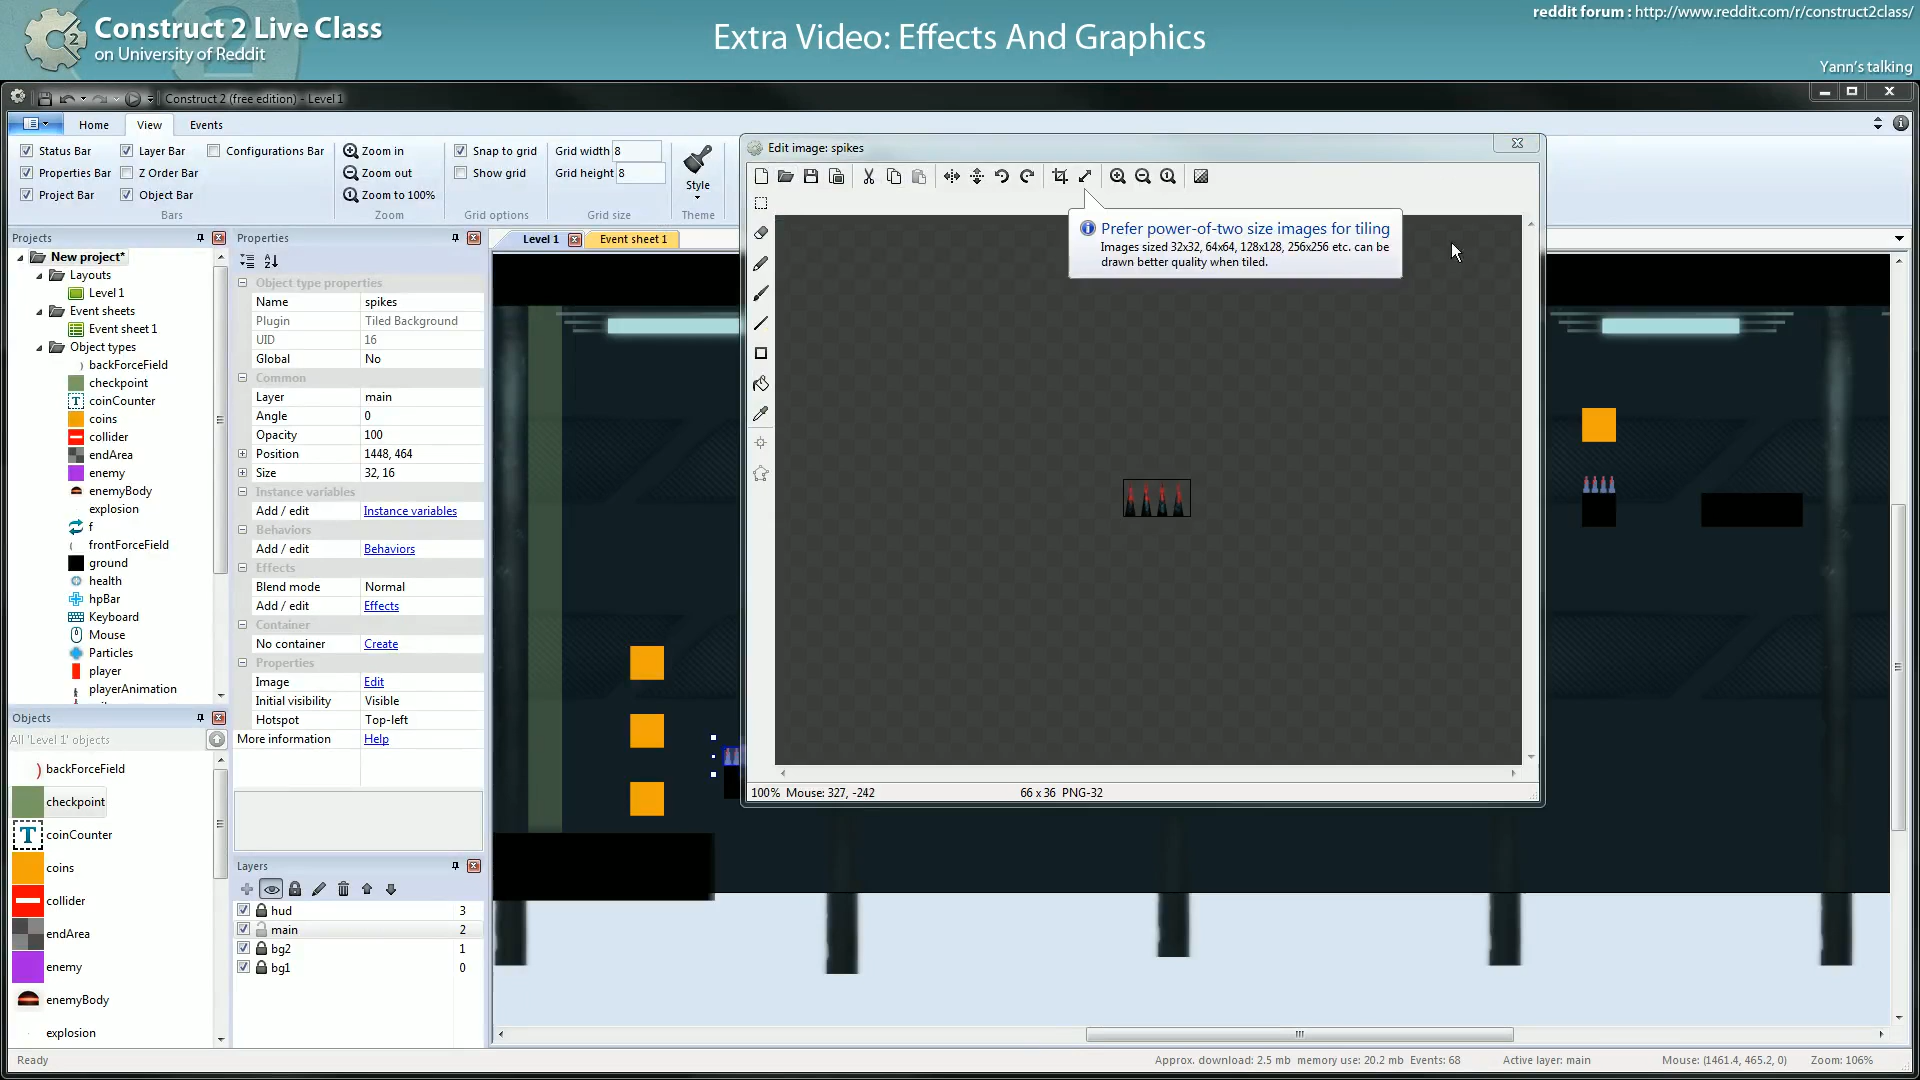 Construct 2 Live Class
on University of Reddit
Extra Video: Effects And Graphics
reddit forum : http://www.reddit.com/r/construct2class/
Yann's talking
Construct 2 (free edition) - Level 1
Home View Events
Status Bar Layer Bar Configurations Bar
Properties Bar Z Order Bar
Project Bar Object Bar
Bars
Zoom in
Zoom out
Zoom to 100%
Zoom
Snap to grid
Show grid
Grid options
Grid width 8
Grid height 8
Grid size
Style
Theme
Projects
New project*
Layouts
Level 1
Event sheets
Event sheet 1
Object types
backForceField
checkpoint
coinCounter
coins
collider
endArea
enemy
enemyBody
explosion
f
frontForceField
ground
health
hpBar
Keyboard
Mouse
Particles
player
playerAnimation
Objects
All 'Level 1' objects
backForceField
checkpoint
coinCounter
coins
collider
endArea
enemy
enemyBody
explosion
Properties
Object type properties
Name spikes
Plugin Tiled Background
UID 16
Global No
Common
Layer main
Angle 0
Opacity 100
Position 1448, 464
Size 32, 16
Instance variables
Add / edit Instance variables
Behaviors
Add / edit Behaviors
Effects
Blend mode Normal
Add / edit Effects
Container
No container Create
Properties
Image Edit
Initial visibility Visible
Hotspot Top-left
More information Help
Layers
hud 3
main 2
bg2 1
bg1 0
Level 1 Event sheet 1
Edit image: spikes
Prefer power-of-two size images for tiling
Images sized 32x32, 64x64, 128x128, 256x256 etc. can be
drawn better quality when tiled.
100% Mouse: 327, -242 66 x 36 PNG-32
Ready Approx. download: 2.5 mb memory use: 20.2 mb Events: 68 Active layer: main Mouse: (1461.4, 465.2, 0) Zoom: 106%